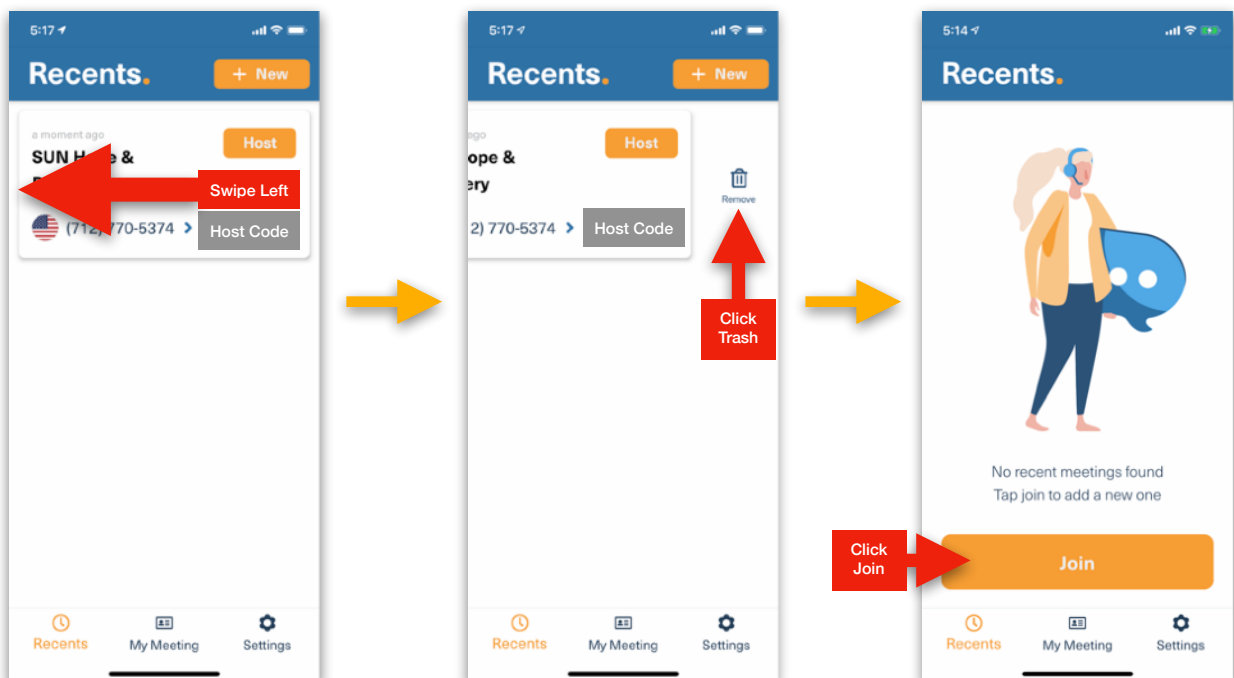 5:17
Recents.
+ New
a moment ago
Host
SUN H e &
Swipe Left
(712) 770-5374 >
Host Code
Recents
My Meeting
Settings
5:17
Recents.
+ New
ago
Host
ope &
ery
Remove
2) 770-5374 >
Host Code
Click
Trash
Recents
My Meeting
Settings
5:14
Recents.
No recent meetings found
Tap join to add a new one
Click
Join
Join
Recents
My Meeting
Settings